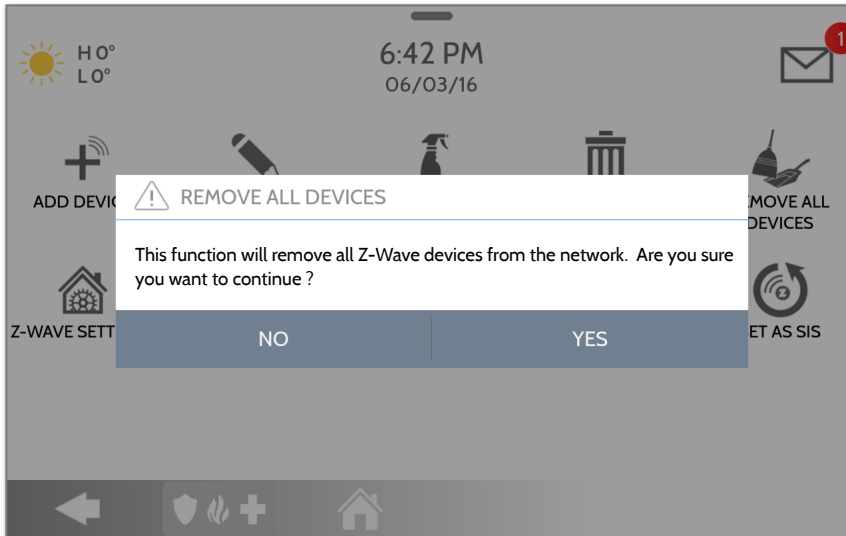 H 0°
L 0°
6:42 PM
06/03/16
1
ADD DEVIC
MOVE ALL
DEVICES
REMOVE ALL DEVICES
This function will remove all Z-Wave devices from the network. Are you sure
you want to continue ?
Z-WAVE SETT
ET AS SIS
NO
YES